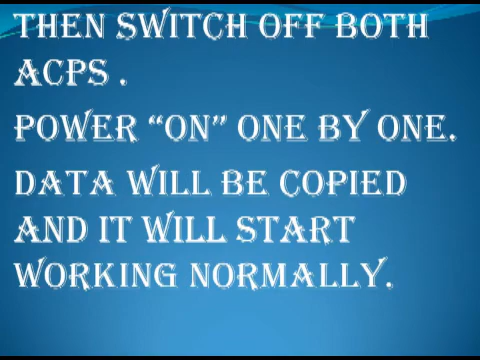 THEN SWITCH OFF BOTH
ACPS .
POWER “ON” ONE BY ONE.
DATA WILL BE COPIED
AND IT WILL START
WORKING NORMALLY.